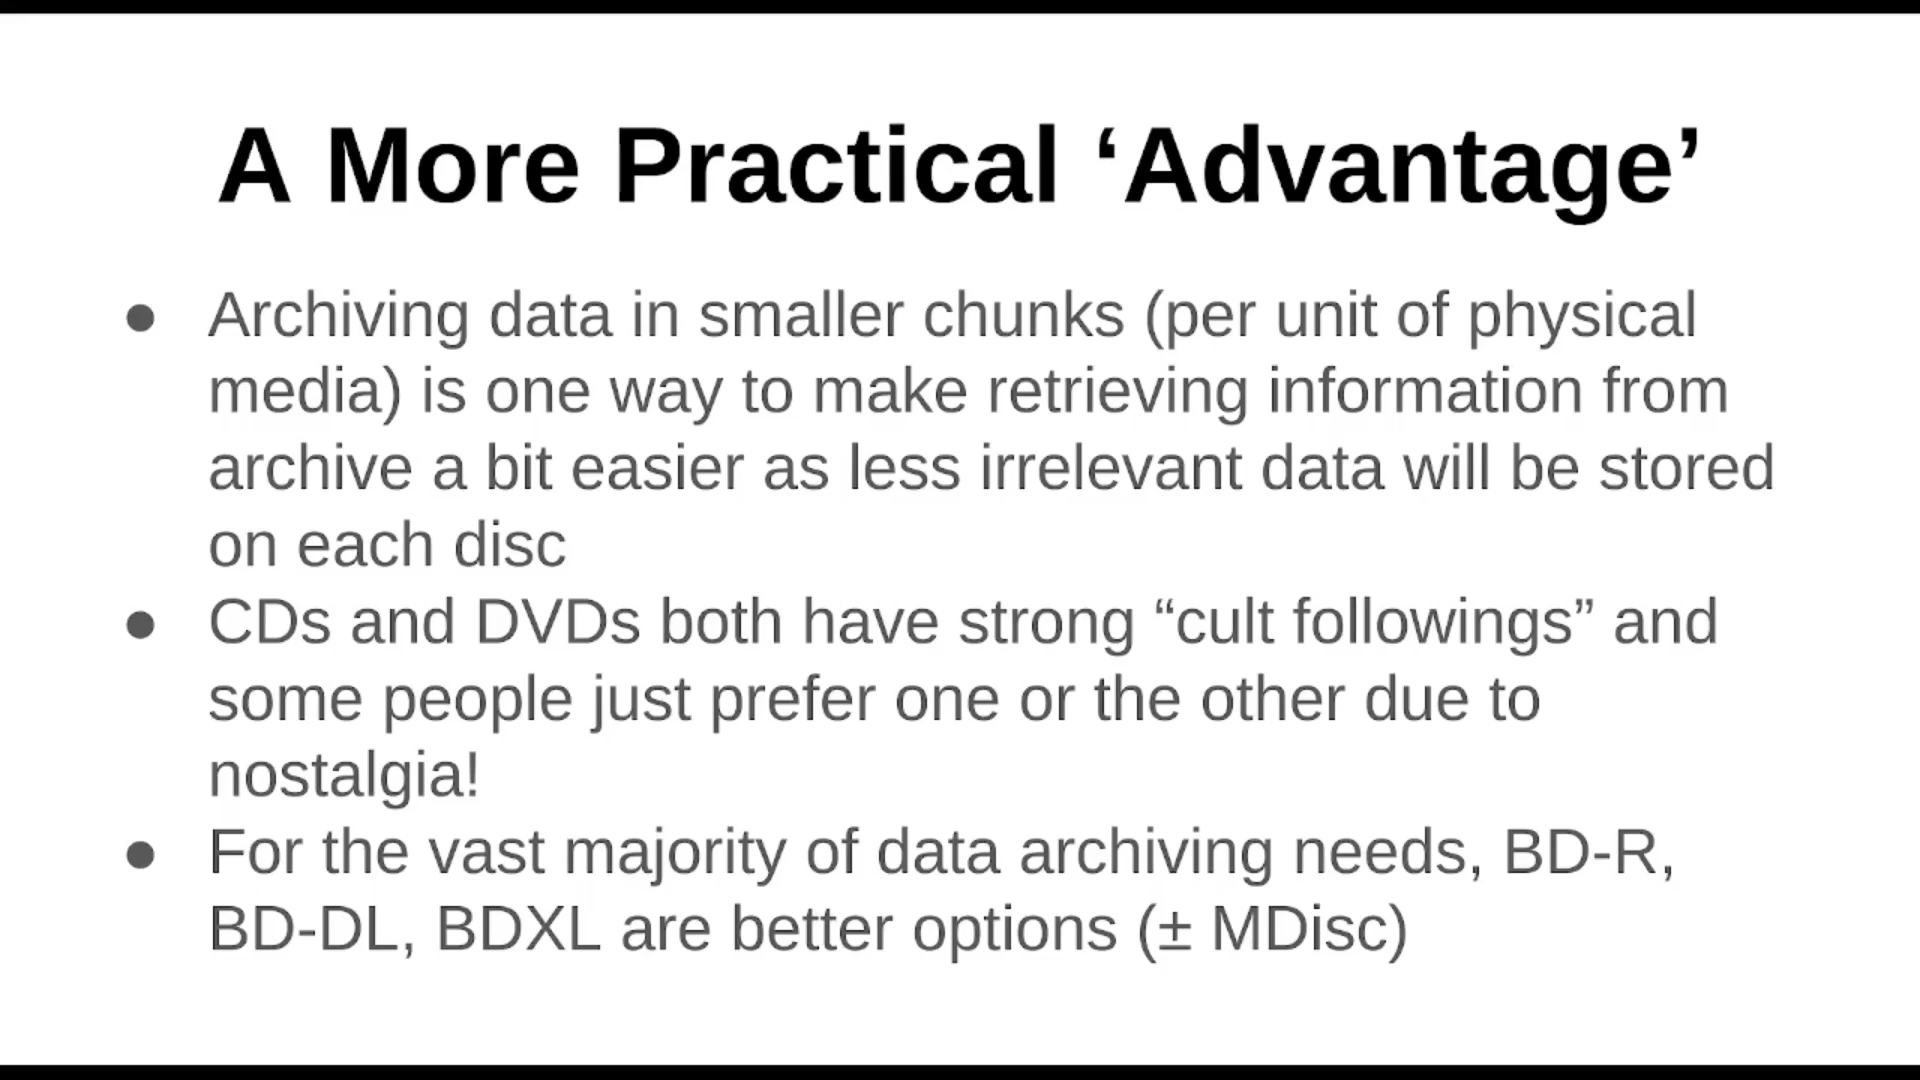 A More Practical ‘Advantage’
● Archiving data in smaller chunks (per unit of physical
media) is one way to make retrieving information from
archive a bit easier as less irrelevant data will be stored
on each disc
● CDs and DVDs both have strong “cult followings” and
some people just prefer one or the other due to
nostalgia!
● For the vast majority of data archiving needs, BD-R,
BD-DL, BDXL are better options (± MDisc)